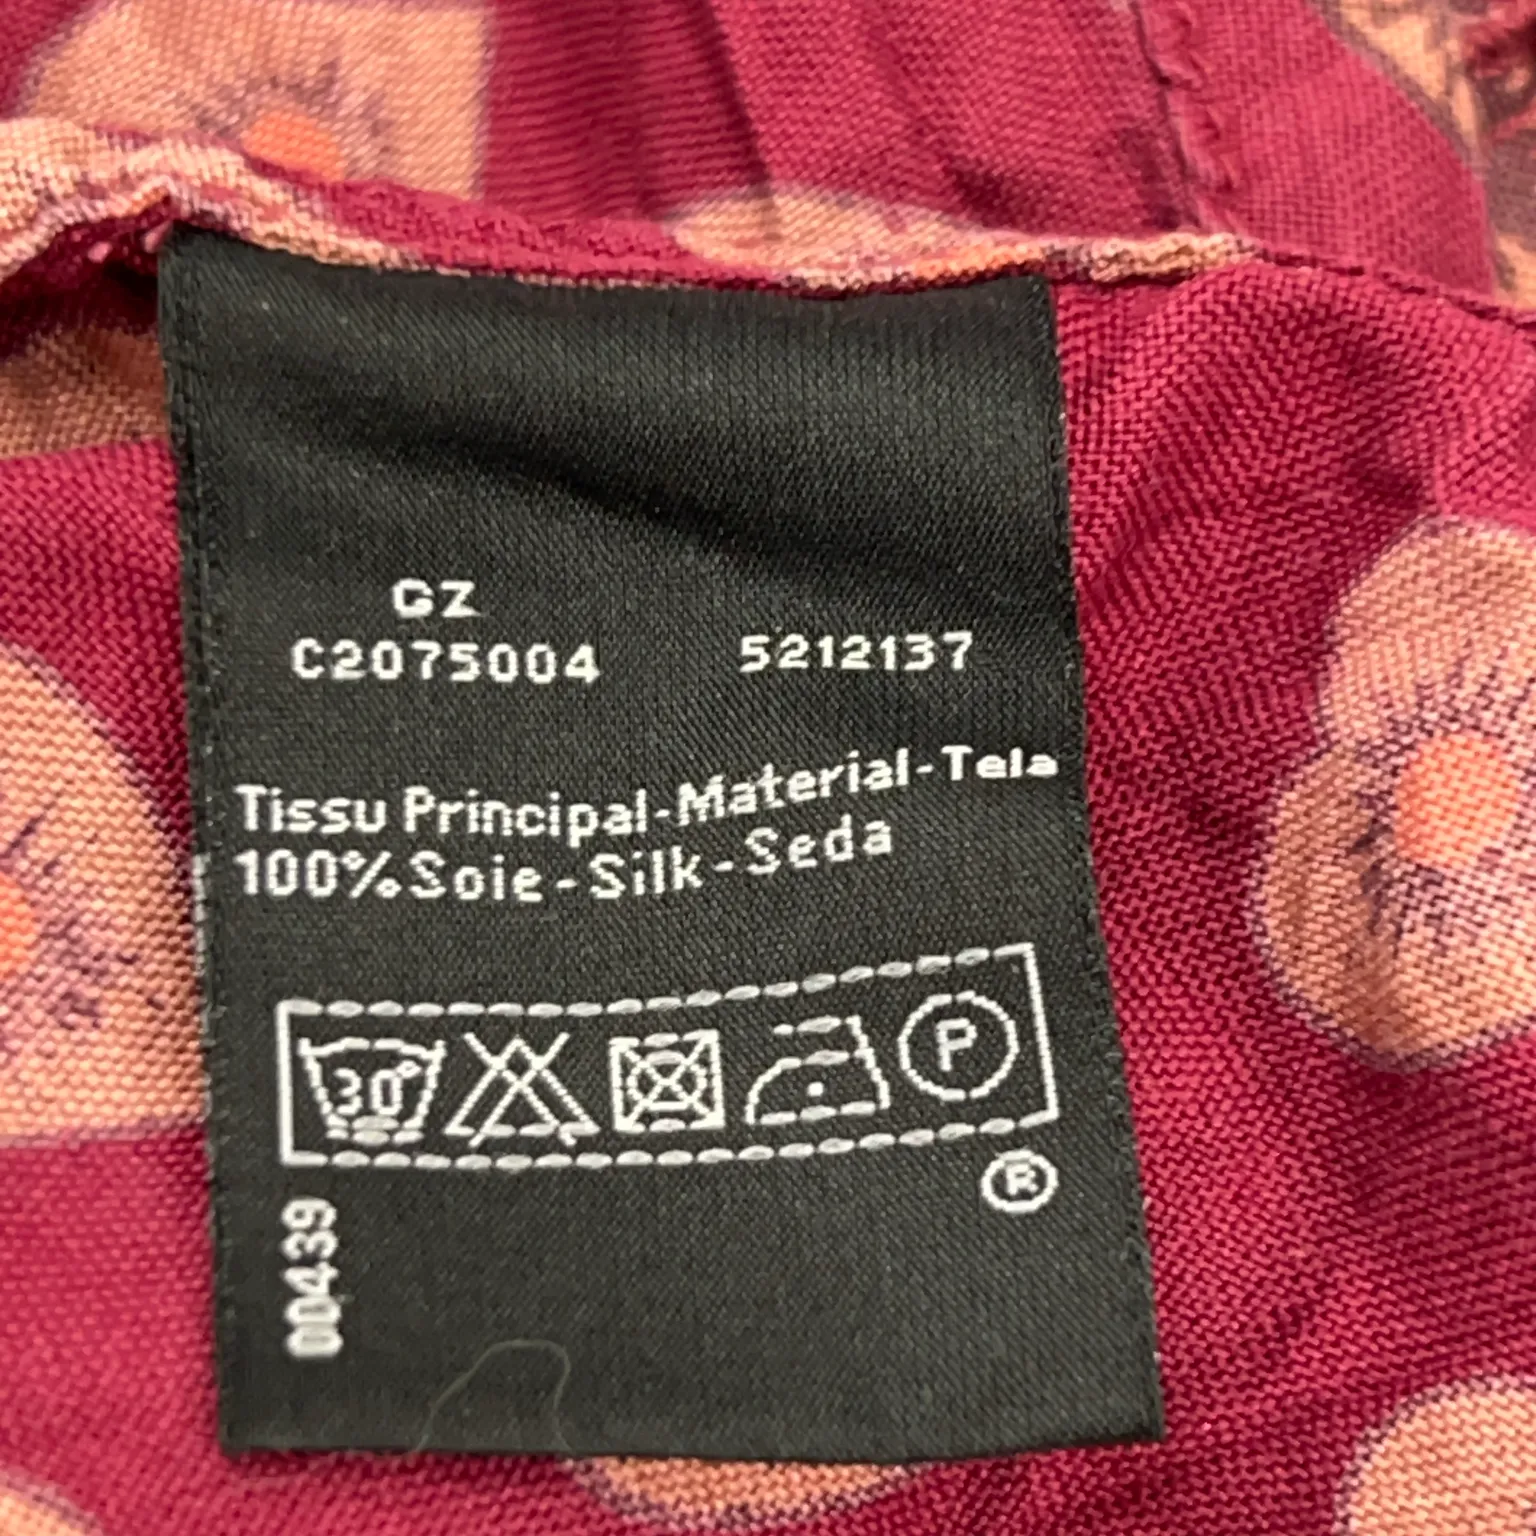 GZ
C2075004 5212137
Tissu Principal-Material-Tela
100% Soie-Silk-Seda
30°
P
®
00439